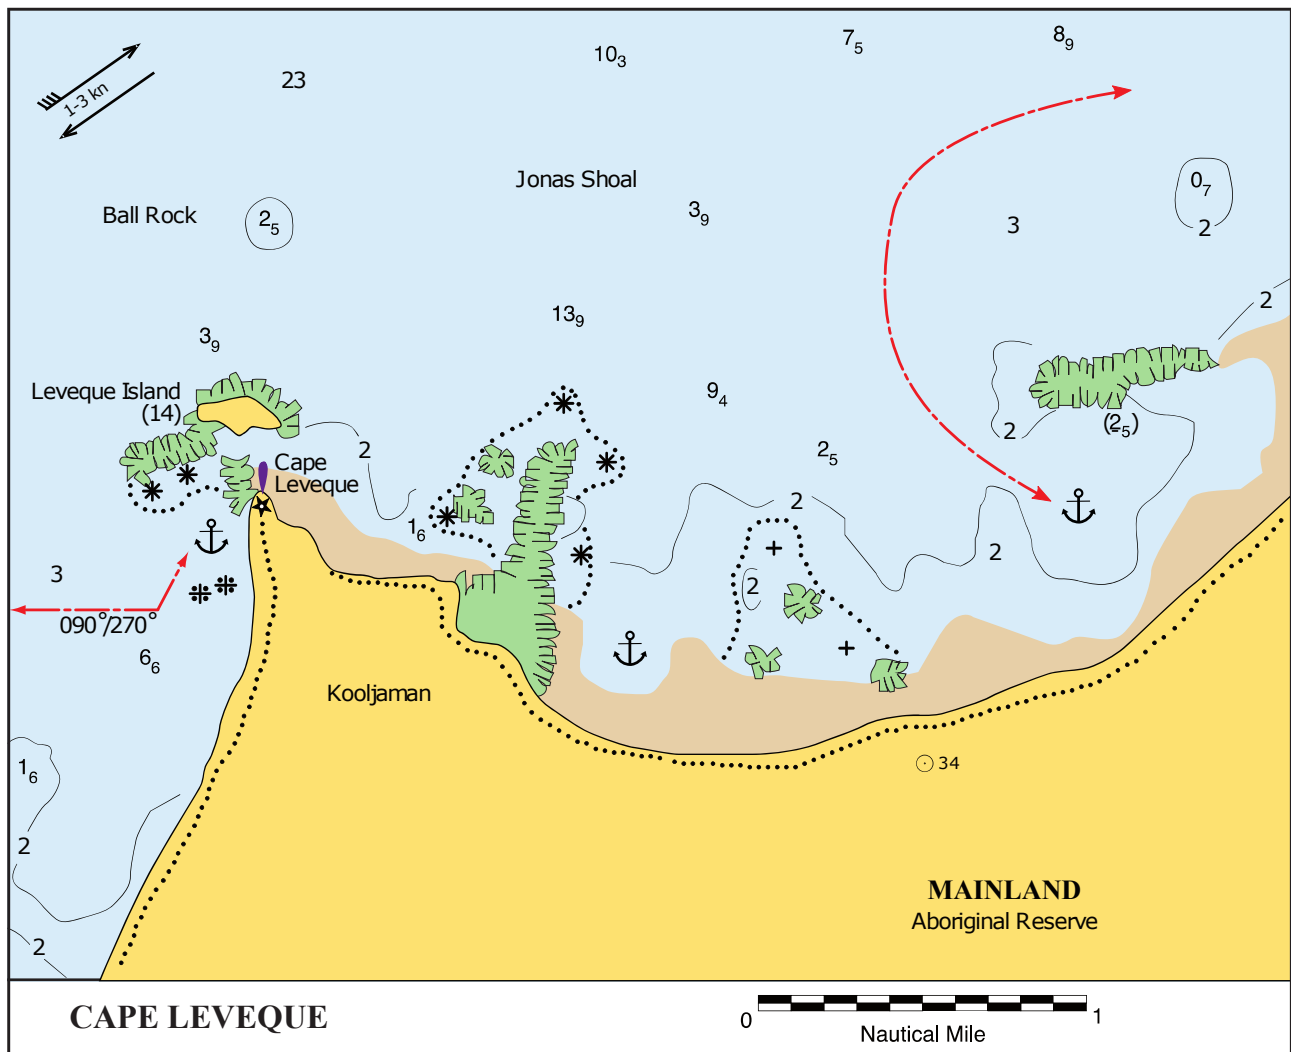 7₅
8₉
10₃
23
1-3 kn
Jonas Shoal
0₇
3₉
Ball Rock
2₅
3
2
2
13₉
3₉
Leveque Island
(14)
9₄
(2₅)
2
2
2₅
Cape
Leveque
2
1₆
2
3
2
090°/270°
6₆
Kooljaman
34
1₆
2
MAINLAND
Aboriginal Reserve
2
CAPE LEVEQUE
0
1
Nautical Mile